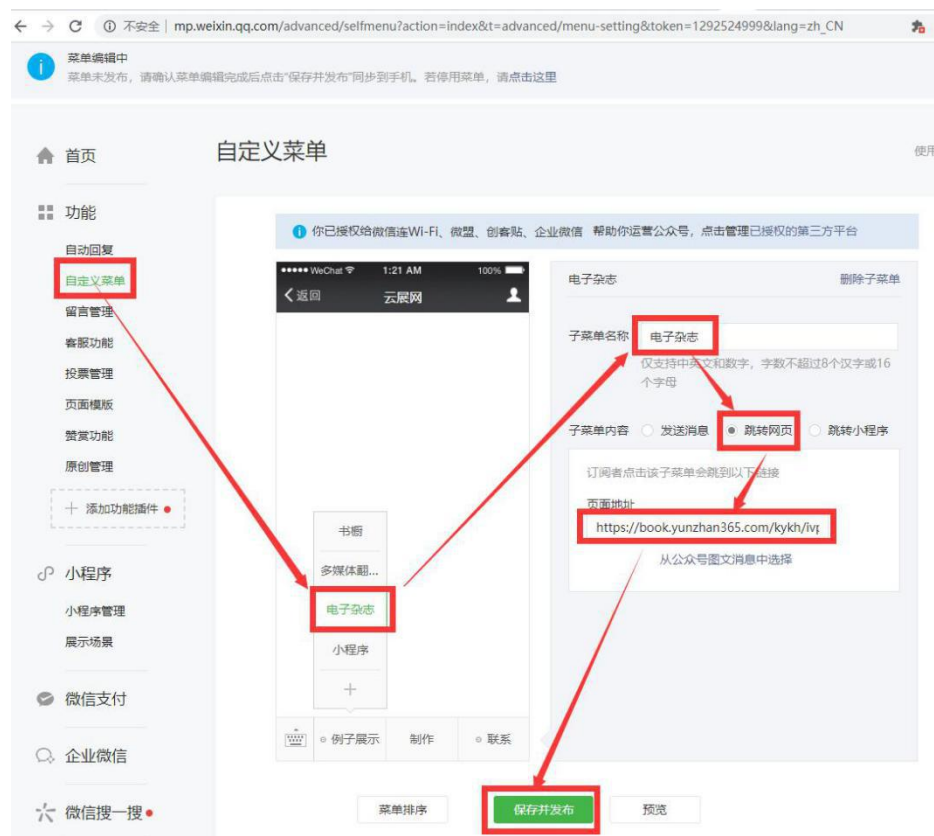 不安全 | mp.weixin.qq.com/advanced/selfmenu?action=index&t=advanced/menu-setting&token=1292524999&lang=zh_CN
菜单编辑中
菜单未发布，请确认菜单编辑完成后点击“保存并发布”同步到手机。若停用菜单，请点击这里
首页
自定义菜单
使用
功能
自动回复
自定义菜单
留言管理
客服功能
投票管理
页面模版
赞赏功能
原创管理
添加功能插件
小程序
小程序管理
展示场景
微信支付
企业微信
微信搜一搜
你已授权给微信连Wi-Fi、微盟、创客贴、企业微信 帮助你运营公众号，点击管理已授权的第三方平台
WeChat 1:21 AM 100%
返回 云展网
书橱
多媒体翻...
电子杂志
小程序
例子展示 制作 联系
电子杂志 删除子菜单
子菜单名称 电子杂志
仅支持中英文和数字，字数不超过8个汉字或16
个字母
子菜单内容 发送消息 跳转网页 跳转小程序
订阅者点击该子菜单会跳到以下链接
页面地址
https://book.yunzhan365.com/kykh/ivp
从公众号图文消息中选择
菜单排序 保存并发布 预览